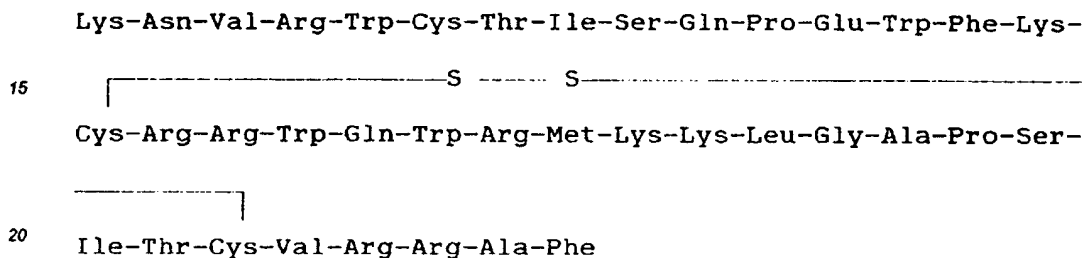 Lys-Asn-Val-Arg-Trp-Cys-Thr-Ile-Ser-Gln-Pro-Glu-Trp-Phe-Lys-
15 S S
Cys-Arg-Arg-Trp-Gln-Trp-Arg-Met-Lys-Lys-Leu-Gly-Ala-Pro-Ser-
20 Ile-Thr-Cys-Val-Arg-Arg-Ala-Phe